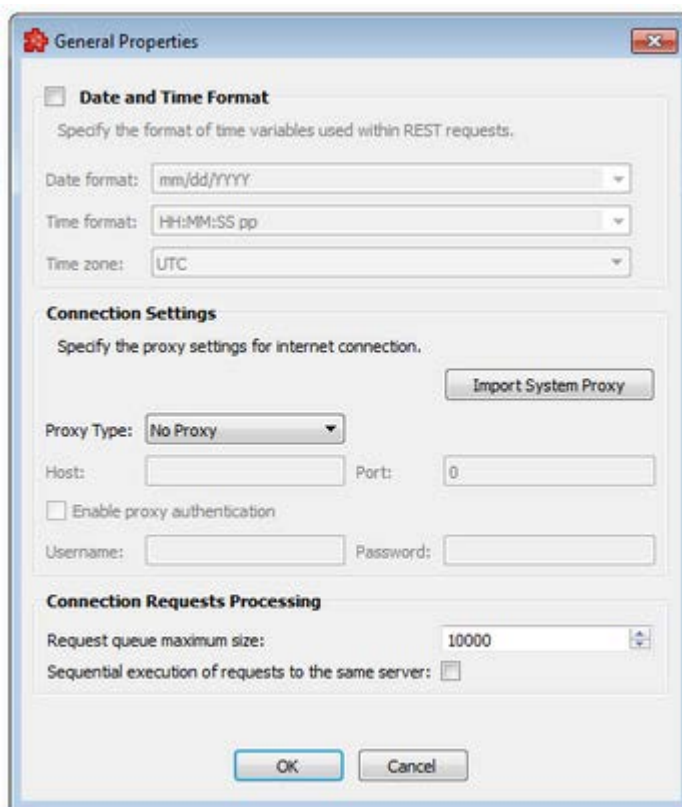 General Properties
Date and Time Format
Specify the format of time variables used within REST requests.
Date format: mm/dd/YYYY
Time format: HH:MM:SS pp
Time zone: UTC
Connection Settings
Specify the proxy settings for internet connection.
Import System Proxy
Proxy Type: No Proxy
Host: Port: 0
Enable proxy authentication
Username: Password:
Connection Requests Processing
Request queue maximum size: 10000
Sequential execution of requests to the same server:
OK Cancel